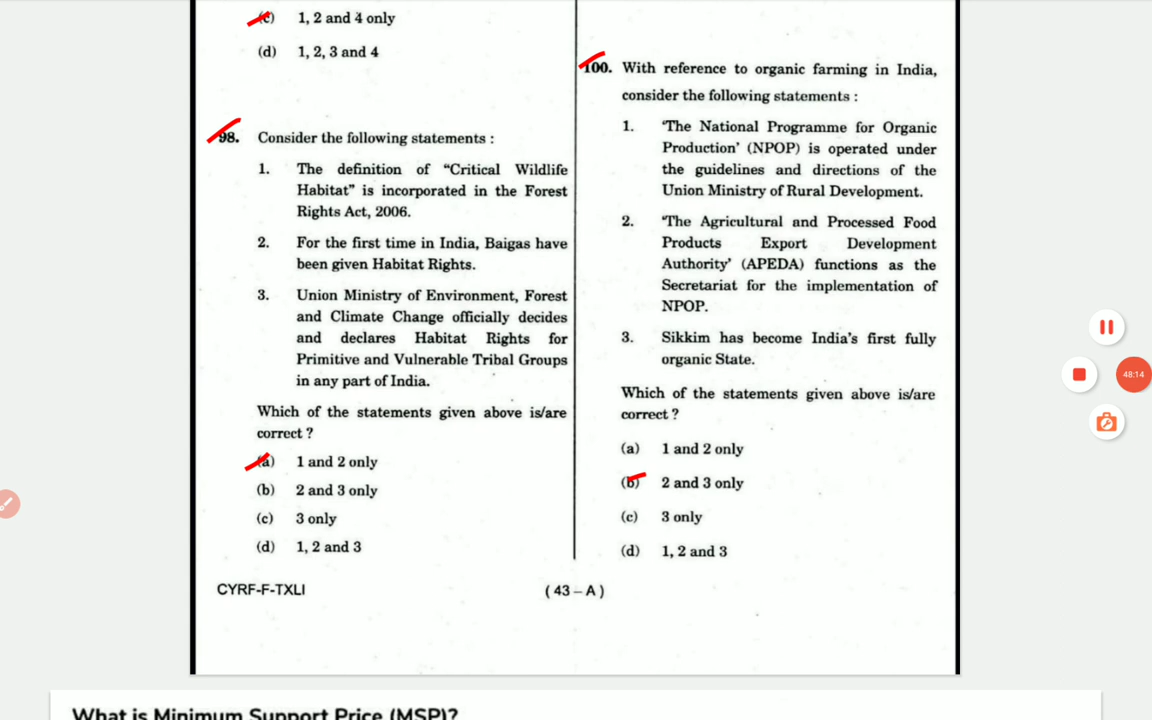 (c) 1, 2 and 4 only
(d) 1, 2, 3 and 4
98. Consider the following statements :
1. The definition of “Critical Wildlife
Habitat” is incorporated in the Forest
Rights Act, 2006.
2. For the first time in India, Baigas have
been given Habitat Rights.
3. Union Ministry of Environment, Forest
and Climate Change officially decides
and declares Habitat Rights for
Primitive and Vulnerable Tribal Groups
in any part of India.
Which of the statements given above is/are
correct ?
(a) 1 and 2 only
(b) 2 and 3 only
(c) 3 only
(d) 1, 2 and 3
100. With reference to organic farming in India,
consider the following statements :
1. ‘The National Programme for Organic
Production’ (NPOP) is operated under
the guidelines and directions of the
Union Ministry of Rural Development.
2. ‘The Agricultural and Processed Food
Products Export Development
Authority’ (APEDA) functions as the
Secretariat for the implementation of
NPOP.
3. Sikkim has become India’s first fully
organic State.
Which of the statements given above is/are
correct ?
(a) 1 and 2 only
(b) 2 and 3 only
(c) 3 only
(d) 1, 2 and 3
CYRF-F-TXLI
( 43 – A )
48:14
What is Minimum Support Price (MSP)?